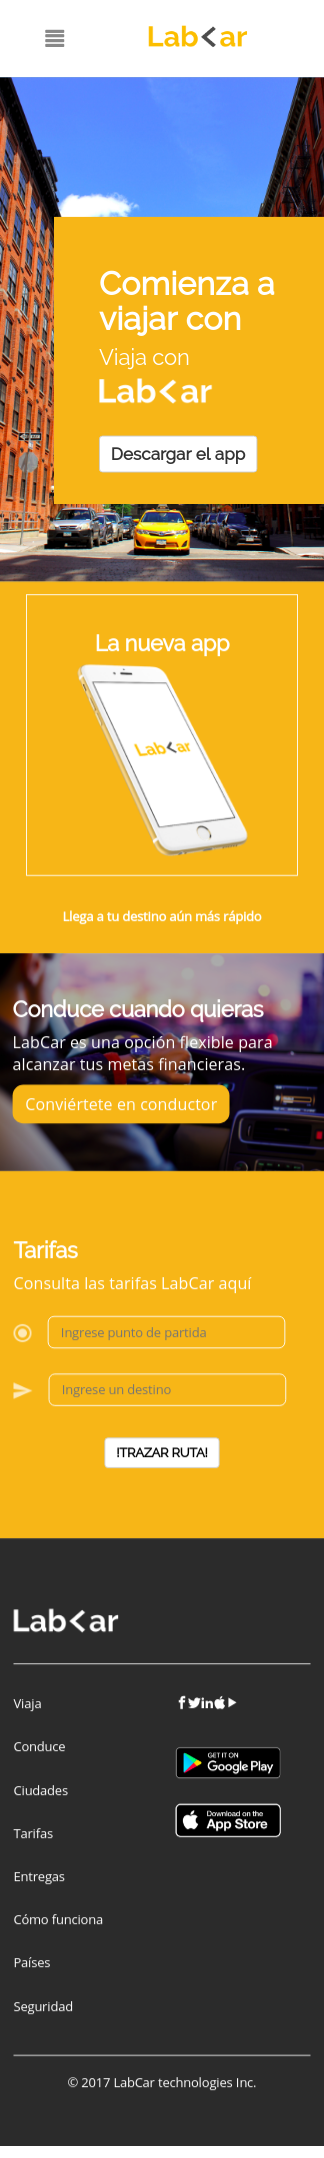 Lab<ar
Comienza a
viajar con
Viaja con
Lab<ar
Descargar el app
La nueva app
Lab<ar
Llega a tu destino aún más rápido
Conduce cuando quieras
LabCar es una opción flexible para
alcanzar tus metas financieras.
Conviértete en conductor
Tarifas
Consulta las tarifas LabCar aquí
Ingrese punto de partida
Ingrese un destino
!TRAZAR RUTA!
Lab<ar
Viaja
Conduce
Ciudades
Tarifas
Entregas
Cómo funciona
Países
Seguridad
GET IT ON
Google Play
Download on the
App Store
© 2017 LabCar technologies Inc.